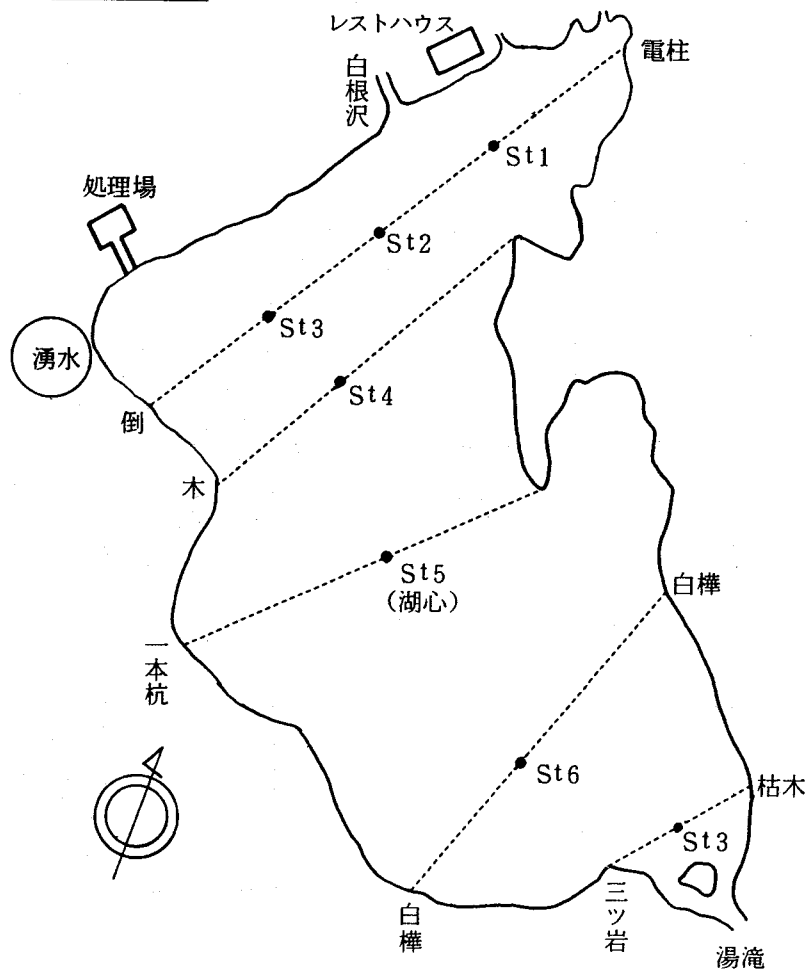 レストハウス
電柱
白根沢
St1
処理場
St2
St3
湧水
St4
倒
木
St5
(湖心)
白樺
一本杭
St6
枯木
St3
三ツ岩
白樺
湯滝